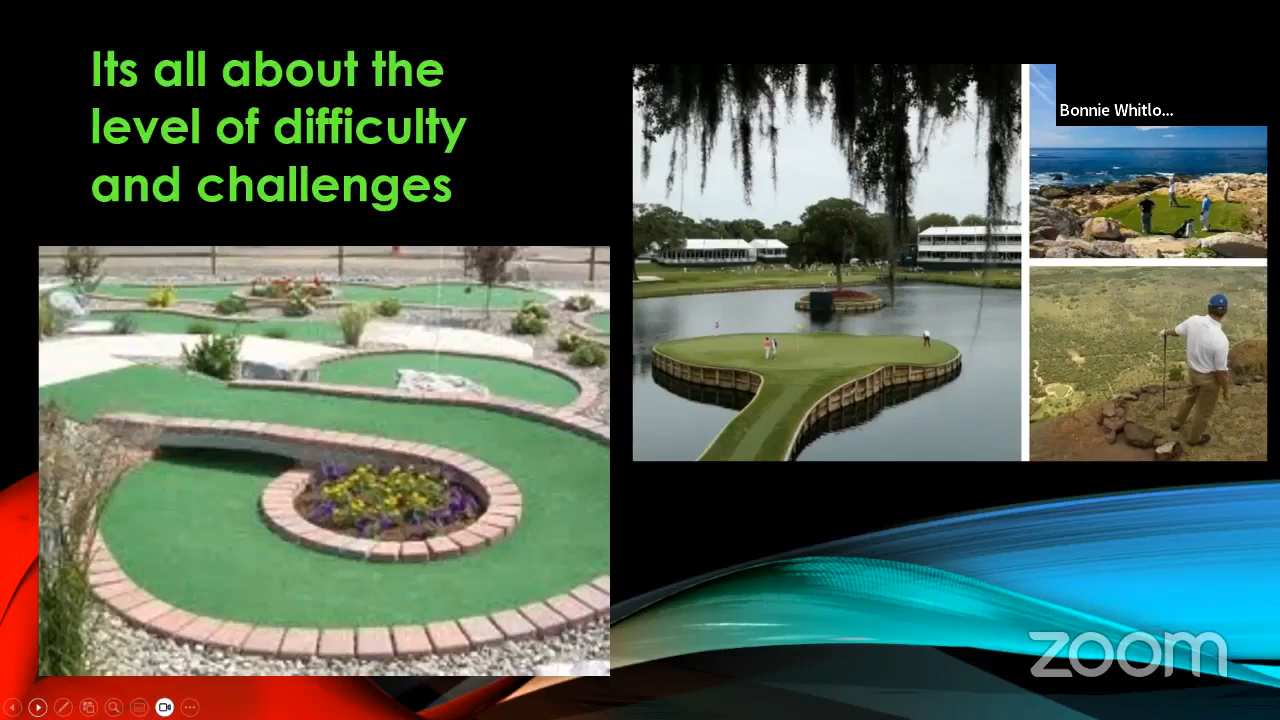 Its all about the
level of difficulty
and challenges
Bonnie Whitlo...
zoom